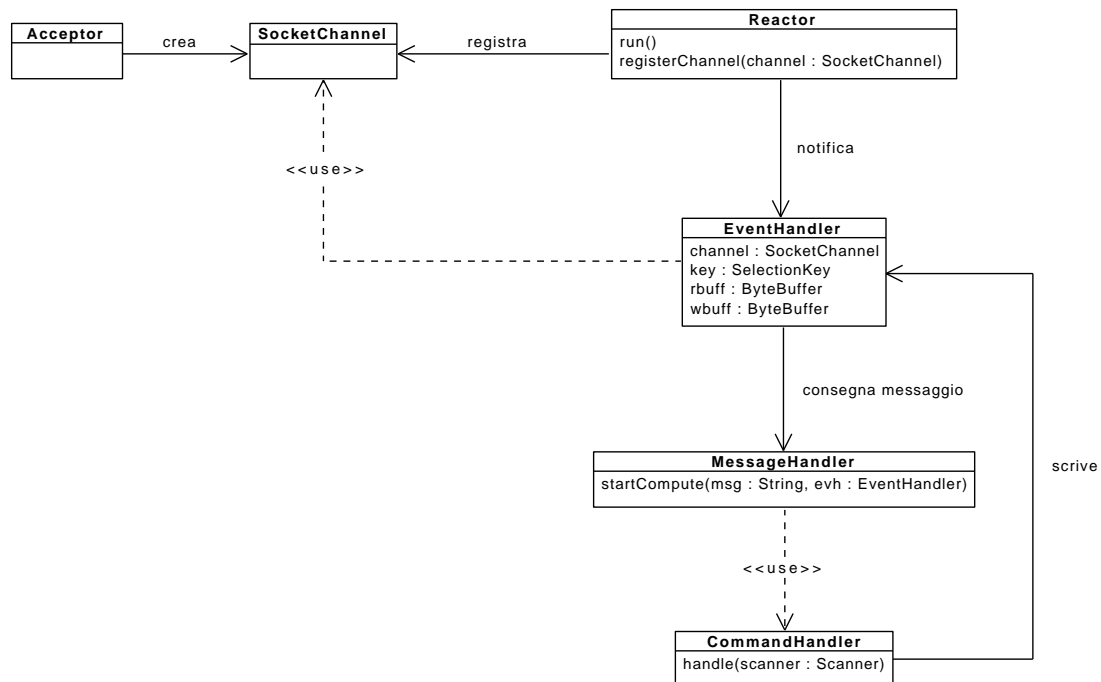 Acceptor
crea
SocketChannel
registra
Reactor
run()
registerChannel(channel : SocketChannel)
notifica
<<use>>
EventHandler
channel : SocketChannel
key : SelectionKey
rbuff : ByteBuffer
wbuff : ByteBuffer
consegna messaggio
MessageHandler
startCompute(msg : String, evh : EventHandler)
scrive
<<use>>
CommandHandler
handle(scanner : Scanner)